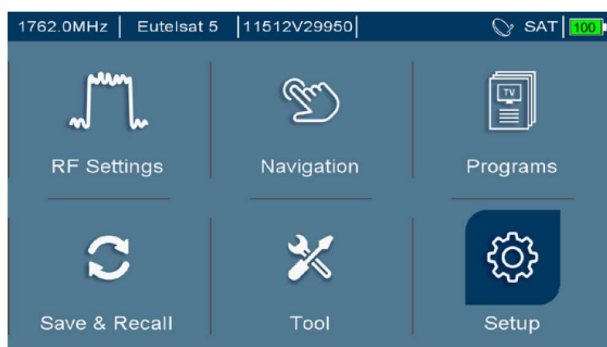 1762.0MHz Eutelsat 5 11512V29950 SAT 100
TV
RF Settings Navigation Programs
Save & Recall Tool Setup